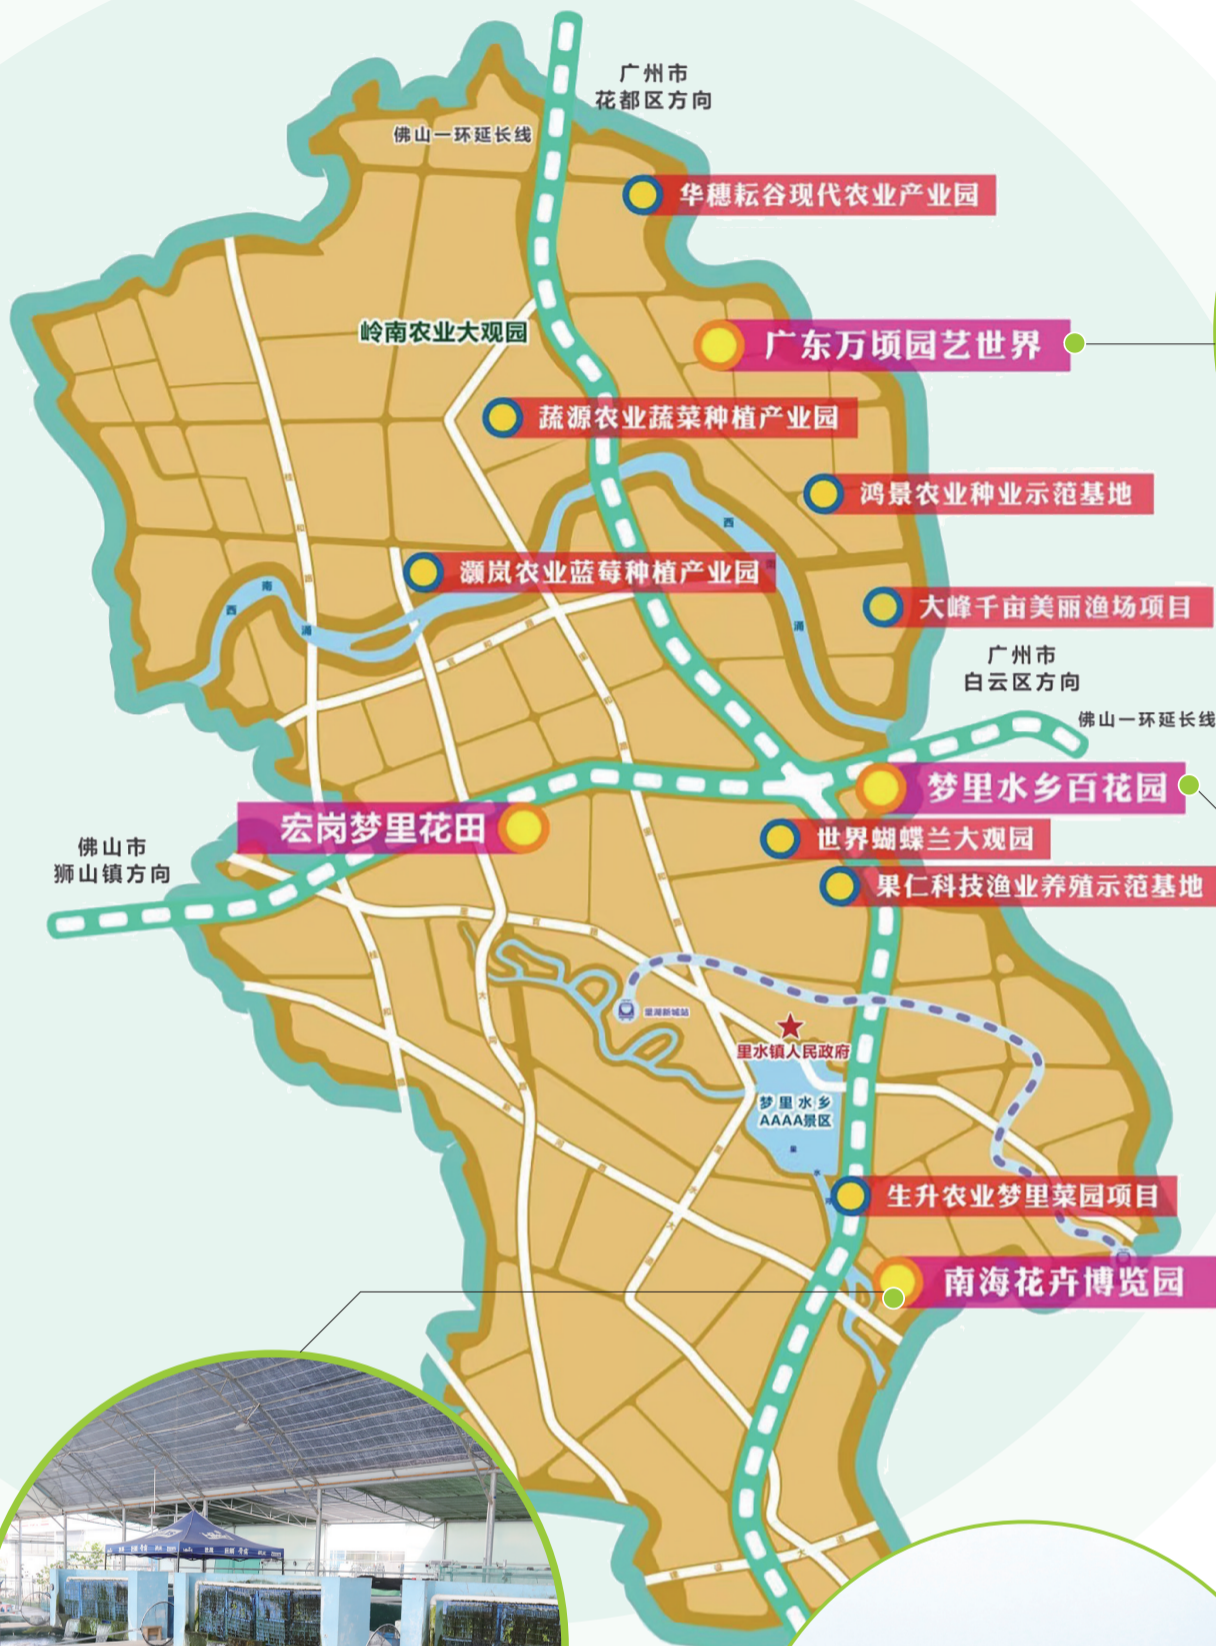 广州市
花都区方向
佛山一环延长线
华穗耘谷现代农业产业园
岭南农业大观园
广东万顷园艺世界
蔬源农业蔬菜种植产业园
鸿景农业种业示范基地
西
灏岚农业蓝莓种植产业园
南
西
南
涌
涌
大峰千亩美丽渔场项目
广州市
白云区方向
佛山一环延长线
梦里水乡百花园
宏岗梦里花田
世界蝴蝶兰大观园
佛山市
狮山镇方向
果仁科技渔业养殖示范基地
里水镇人民政府
梦里水乡
AAAA景区
里
水
生升农业梦里菜园项目
南海花卉博览园